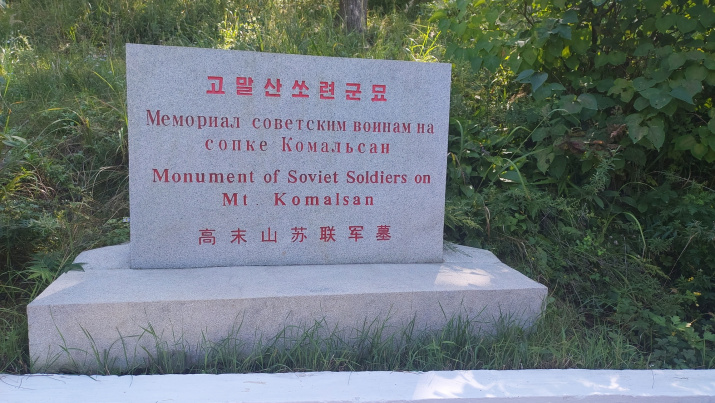 고말산쏘련군묘
Мемориал советским воинам на
сопке Комальсан
Monument of Soviet Soldiers on
Mt. Komalsan
高末山苏联军墓